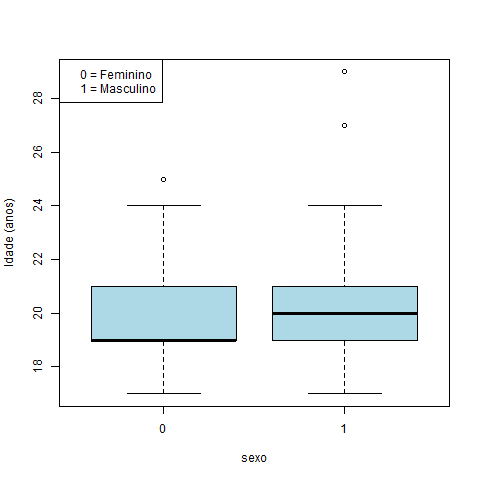 0 = Feminino
1 = Masculino
Idade (anos)
28
26
24
22
20
18
0
1
sexo